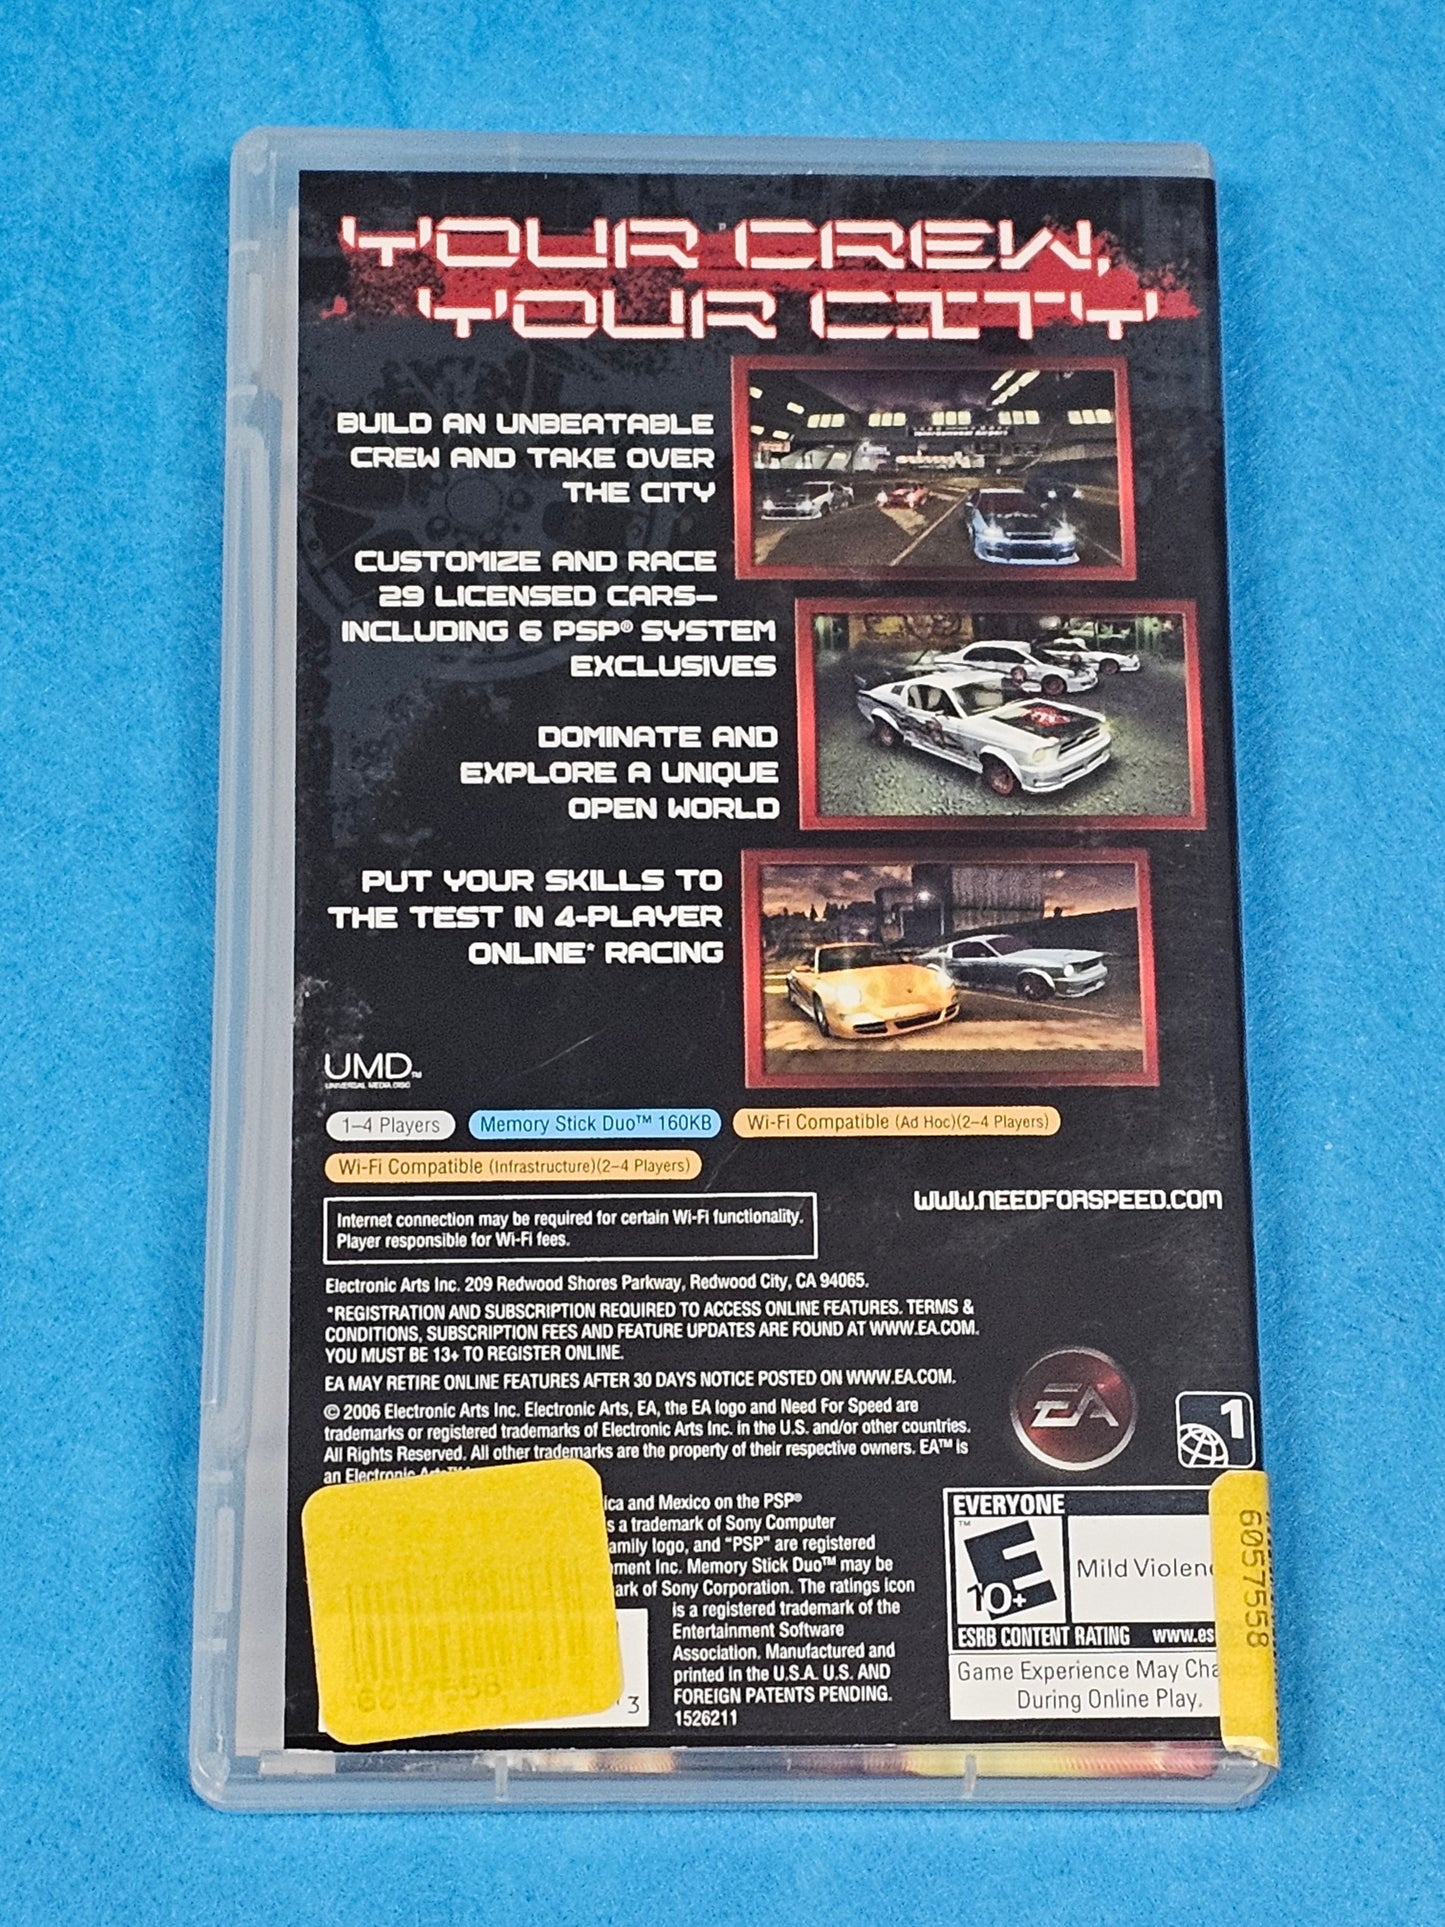 YOUR CREW,
YOUR CITY
BUILD AN UNBEATABLE
CREW AND TAKE OVER
THE CITY
CUSTOMIZE AND RACE
29 LICENSED CARS—
INCLUDING 6 PSP® SYSTEM
EXCLUSIVES
DOMINATE AND
EXPLORE A UNIQUE
OPEN WORLD
PUT YOUR SKILLS TO
THE TEST IN 4-PLAYER
ONLINE* RACING
UMD™
UNIVERSAL MEDIA DISC
1–4 Players
Memory Stick Duo™ 160KB
Wi-Fi Compatible (Ad Hoc)(2–4 Players)
Wi-Fi Compatible (Infrastructure)(2–4 Players)
WWW.NEEDFORSPEED.COM
Internet connection may be required for certain Wi-Fi functionality.
Player responsible for Wi-Fi fees.
Electronic Arts Inc. 209 Redwood Shores Parkway, Redwood City, CA 94065.
*REGISTRATION AND SUBSCRIPTION REQUIRED TO ACCESS ONLINE FEATURES. TERMS &
CONDITIONS, SUBSCRIPTION FEES AND FEATURE UPDATES ARE FOUND AT WWW.EA.COM.
YOU MUST BE 13+ TO REGISTER ONLINE.
EA MAY RETIRE ONLINE FEATURES AFTER 30 DAYS NOTICE POSTED ON WWW.EA.COM.
© 2006 Electronic Arts Inc. Electronic Arts, EA, the EA logo and Need For Speed are
trademarks or registered trademarks of Electronic Arts Inc. in the U.S. and/or other countries.
All Rights Reserved. All other trademarks are the property of their respective owners. EA™ is
an Electronic
EA
1
ica and Mexico on the PSP®
s a trademark of Sony Computer
amily logo, and "PSP" are registered
ment Inc. Memory Stick Duo™ may be
ark of Sony Corporation. The ratings icon
is a registered trademark of the
Entertainment Software
Association. Manufactured and
printed in the U.S.A. U.S. AND
FOREIGN PATENTS PENDING.
1526211
3
EVERYONE
E
10+
Mild Violenc
ESRB CONTENT RATING www.es
Game Experience May Cha
During Online Play.
6057558